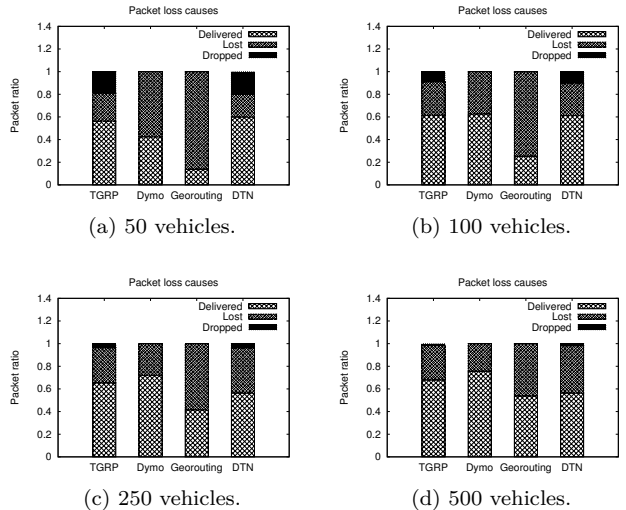 Packet loss causes
1.4
1.2
1
0.8
0.6
0.4
0.2
0
Packet ratio
Delivered
Lost
Dropped
TGRP Dymo Georouting DTN
(a) 50 vehicles.
Packet loss causes
1.4
1.2
1
0.8
0.6
0.4
0.2
0
Packet ratio
Delivered
Lost
Dropped
TGRP Dymo Georouting DTN
(b) 100 vehicles.
Packet loss causes
1.4
1.2
1
0.8
0.6
0.4
0.2
0
Packet ratio
Delivered
Lost
Dropped
TGRP Dymo Georouting DTN
(c) 250 vehicles.
Packet loss causes
1.4
1.2
1
0.8
0.6
0.4
0.2
0
Packet ratio
Delivered
Lost
Dropped
TGRP Dymo Georouting DTN
(d) 500 vehicles.